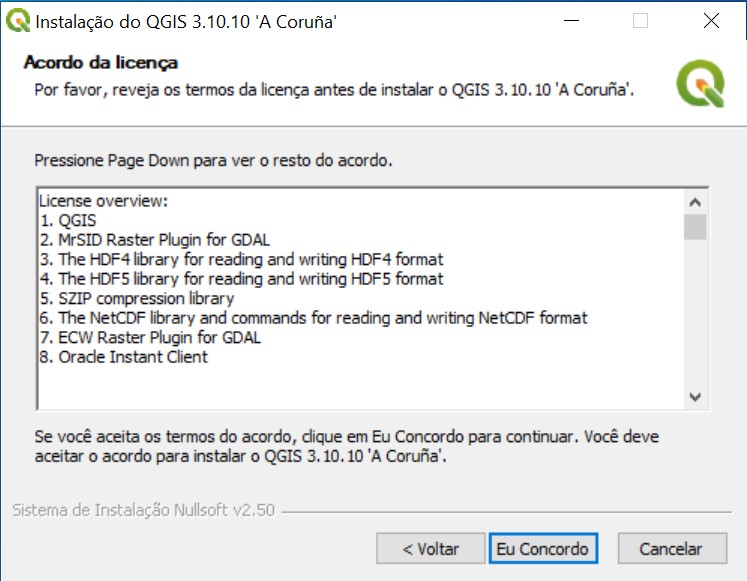 Instalação do QGIS 3.10.10 'A Coruña'
Acordo da licença
Por favor, reveja os termos da licença antes de instalar o QGIS 3.10.10 'A Coruña'.
Pressione Page Down para ver o resto do acordo.
License overview:
1. QGIS
2. MrSID Raster Plugin for GDAL
3. The HDF4 library for reading and writing HDF4 format
4. The HDF5 library for reading and writing HDF5 format
5. SZIP compression library
6. The NetCDF library and commands for reading and writing NetCDF format
7. ECW Raster Plugin for GDAL
8. Oracle Instant Client
Se você aceita os termos do acordo, clique em Eu Concordo para continuar. Você deve
aceitar o acordo para instalar o QGIS 3.10.10 'A Coruña'.
Sistema de Instalação Nullsoft v2.50
< Voltar Eu Concordo Cancelar